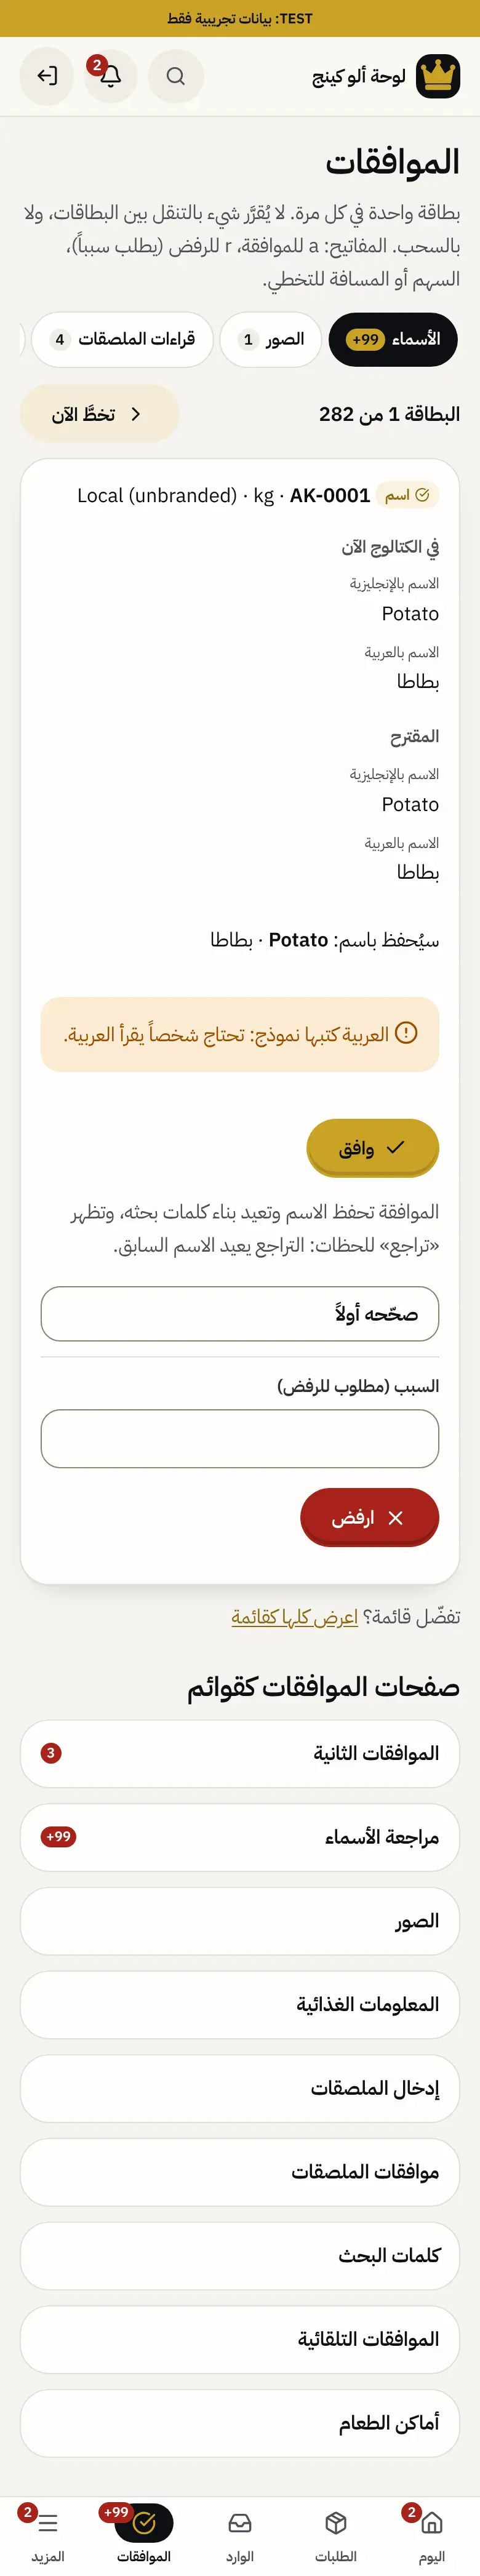 TEST: بيانات تجريبية فقط
لوحة ألو كينج
2
الموافقات
بطاقة واحدة في كل مرة. لا يُقرَّر شيء بالتنقل بين البطاقات، ولا
بالسحب. المفاتيح: a للموافقة، r للرفض (يطلب سبباً)،
السهم أو المسافة للتخطي.
الأسماء +99
الصور 1
قراءات الملصقات 4
البطاقة 1 من 282
تخطَّ الآن
اسم AK-0001 · kg · Local (unbranded)
في الكتالوج الآن
الاسم بالإنجليزية
Potato
الاسم بالعربية
بطاطا
المقترح
الاسم بالإنجليزية
Potato
الاسم بالعربية
بطاطا
سيُحفظ باسم: Potato · بطاطا
العربية كتبها نموذج: تحتاج شخصاً يقرأ العربية.
وافق
الموافقة تحفظ الاسم وتعيد بناء كلمات بحثه، وتظهر
«تراجع» للحظات: التراجع يعيد الاسم السابق.
صحّحه أولاً
السبب (مطلوب للرفض)
ارفض
تفضّل قائمة؟ اعرض كلها كقائمة
صفحات الموافقات كقوائم
الموافقات الثانية 3
مراجعة الأسماء +99
الصور
المعلومات الغذائية
إدخال الملصقات
موافقات الملصقات
كلمات البحث
الموافقات التلقائية
أماكن الطعام
اليوم 2
الطلبات
الوارد
الموافقات +99
المزيد 2